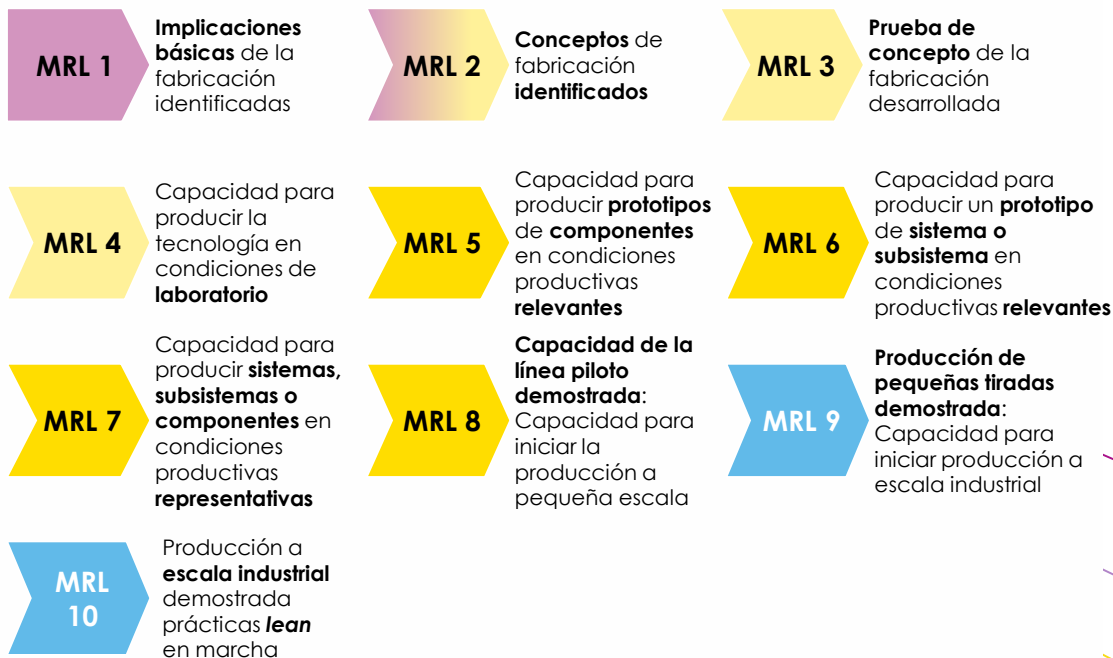 MRL 1
Implicaciones
básicas de la
fabricación
identificadas
MRL 2
Conceptos de
fabricación
identificados
MRL 3
Prueba de
concepto de la
fabricación
desarrollada
MRL 4
Capacidad para
producir la
tecnología en
condiciones de
laboratorio
MRL 5
Capacidad para
producir prototipos
de componentes
en condiciones
productivas
relevantes
MRL 6
Capacidad para
producir un prototipo
de sistema o
subsistema en
condiciones
productivas relevantes
MRL 7
Capacidad para
producir sistemas,
subsistemas o
componentes en
condiciones
productivas
representativas
MRL 8
Capacidad de la
línea piloto
demostrada:
Capacidad para
iniciar la
producción a
pequeña escala
MRL 9
Producción de
pequeñas tiradas
demostrada:
Capacidad para
iniciar producción a
escala industrial
MRL
10
Producción a
escala industrial
demostrada
prácticas lean
en marcha